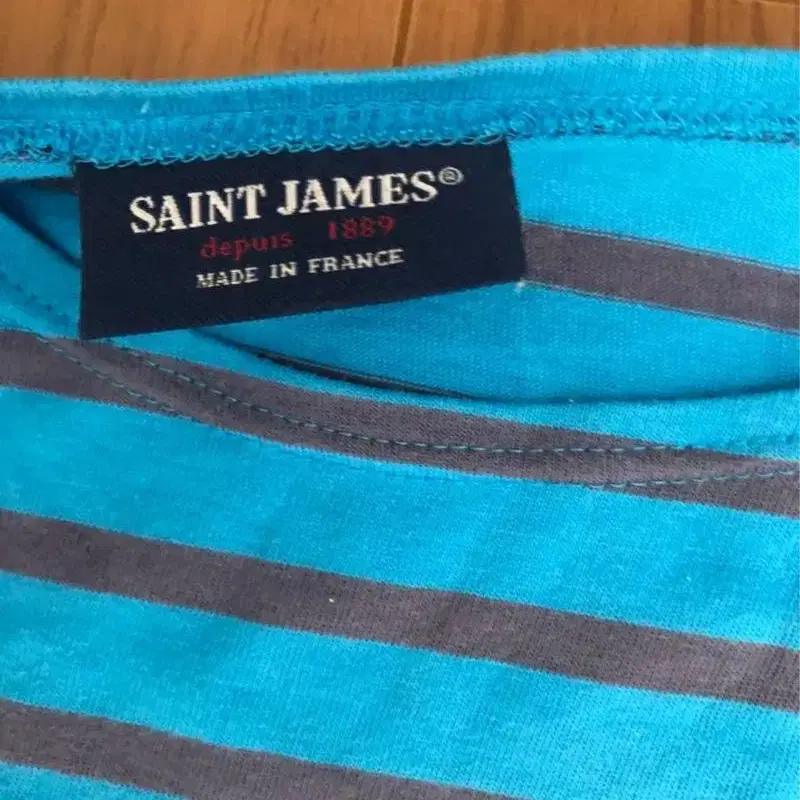 SAINT JAMES®
depuis 1889
MADE IN FRANCE